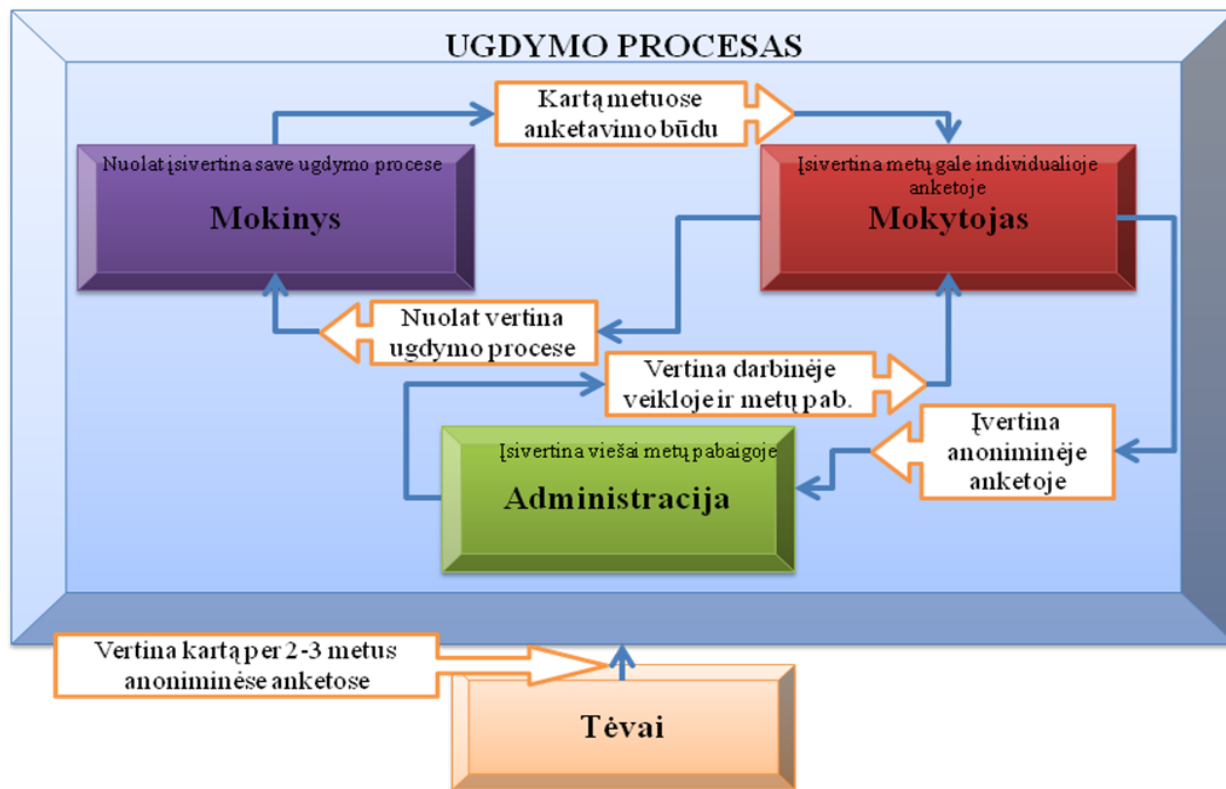 UGDYMO PROCESAS
Kartą metuose
anketavimo būdu
Nuolat įsivertina save ugdymo procese
Mokinys
Įsivertina metų gale individualioje
anketoje
Mokytojas
Nuolat vertina
ugdymo procese
Vertina darbinėje
veikloje ir metų pab.
Įvertina
anoniminėje
anketoje
Įsivertina viešai metų pabaigoje
Administracija
Vertina kartą per 2-3 metus
anoniminėse anketose
Tėvai